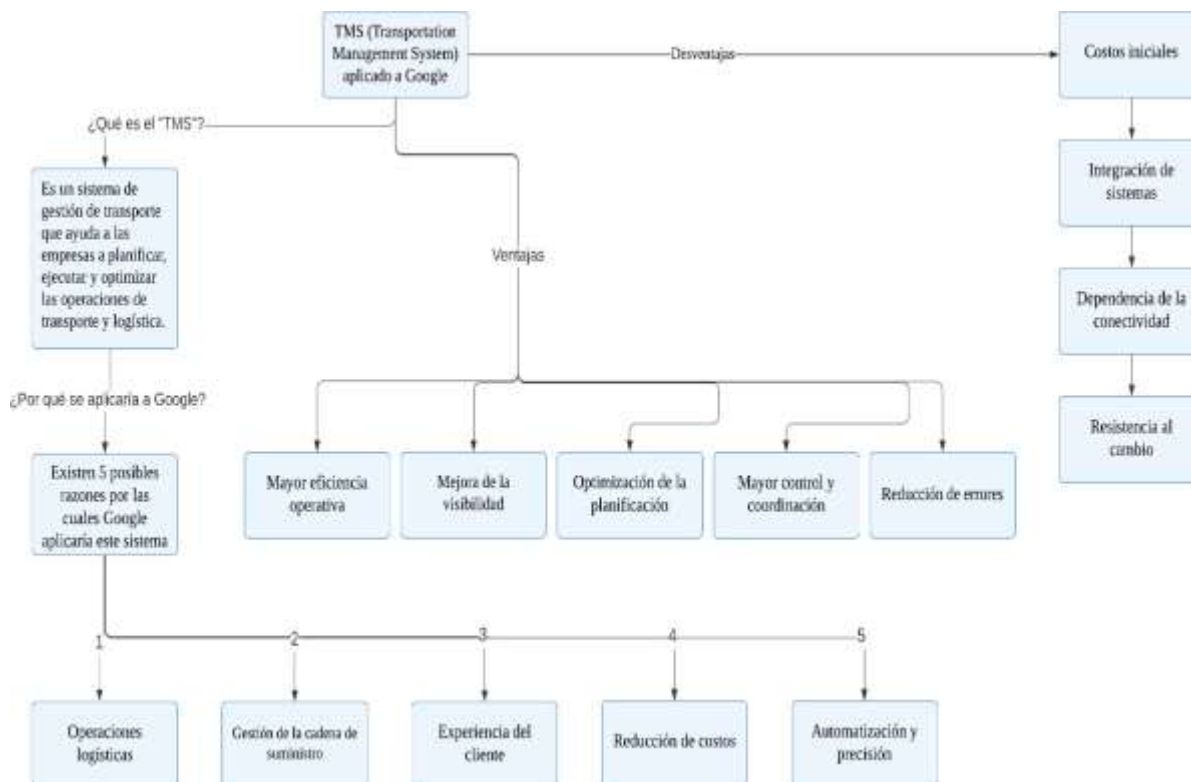 TMS (Transportation
Management System)
aplicado a Google
Desventajas
Costos iniciales
¿Qué es el "TMS"?
Integración de
sistemas
Es un sistema de
gestión de transporte
que ayuda a las
empresas a planificar,
ejecutar y optimizar
las operaciones de
transporte y logística.
Ventajas
Dependencia de la
conectividad
¿Por qué se aplicaría a Google?
Resistencia al
cambio
Existen 5 posibles
razones por las
cuales Google
aplicaría este sistema
Mayor eficiencia
operativa
Mejora de la
visibilidad
Optimización de la
planificación
Mayor control y
coordinación
Reducción de errures
1
2
3
4
5
Operaciones
logísticas
Gestión de la cadena de
suministro
Experiencia del
cliente
Reducción de costos
Automatización y
precisión